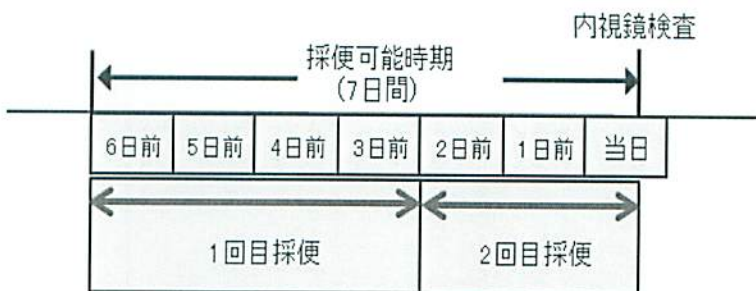 内視鏡検査
採便可能時期
(7日間)
6日前 5日前 4日前 3日前 2日前 1日前 当日
1回目採便 2回目採便